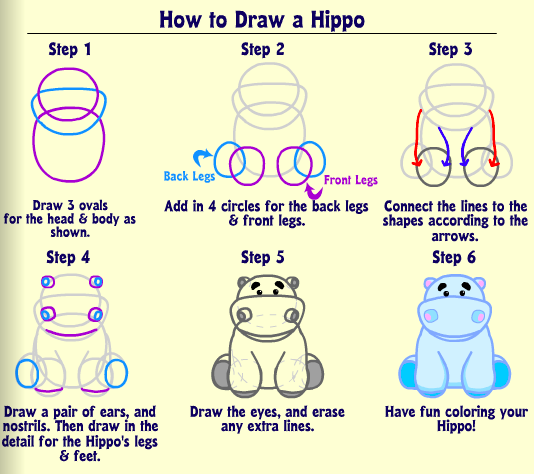 How to Draw a Hippo
Step 1
Step 2
Step 3
Back Legs
Front Legs
Draw 3 ovals
for the head & body as
shown.
Add in 4 circles for the back legs
& front legs.
Connect the lines to the
shapes according to the
arrows.
Step 4
Step 5
Step 6
Draw a pair of ears, and
nostrils. Then draw in the
detail for the Hippo's legs
& feet.
Draw the eyes, and erase
any extra lines.
Have fun coloring your
Hippo!